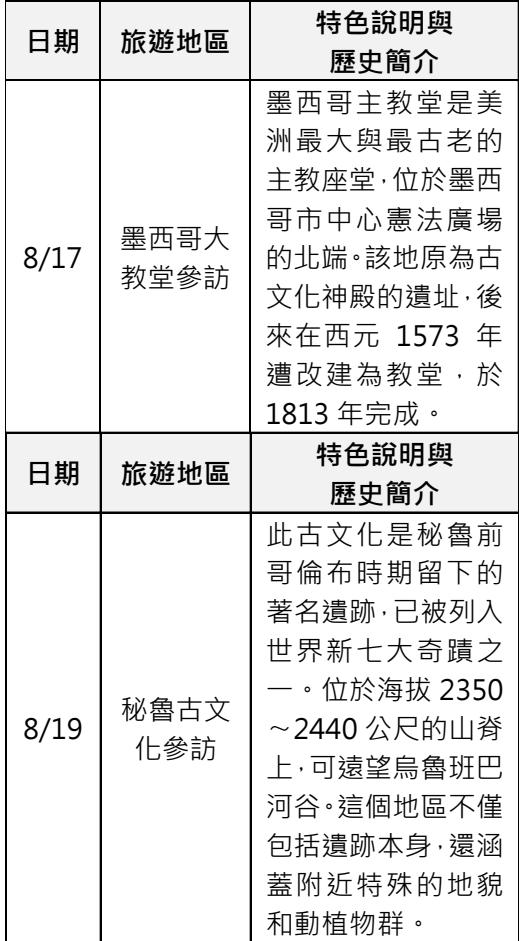 日期 旅遊地區 特色說明與
歷史簡介
8/17 墨西哥大
教堂參訪
墨西哥主教堂是美
洲最大與最古老的
主教座堂,位於墨西
哥市中心憲法廣場
的北端。該地原為古
文化神殿的遺址,後
來在西元 1573 年
遭改建為教堂,於
1813 年完成。
日期 旅遊地區 特色說明與
歷史簡介
8/19 秘魯古文
化參訪
此古文化是秘魯前
哥倫布時期留下的
著名遺跡,已被列入
世界新七大奇蹟之
一。位於海拔 2350
～2440 公尺的山脊
上,可遠望烏魯班巴
河谷。這個地區不僅
包括遺跡本身,還涵
蓋附近特殊的地貌
和動植物群。